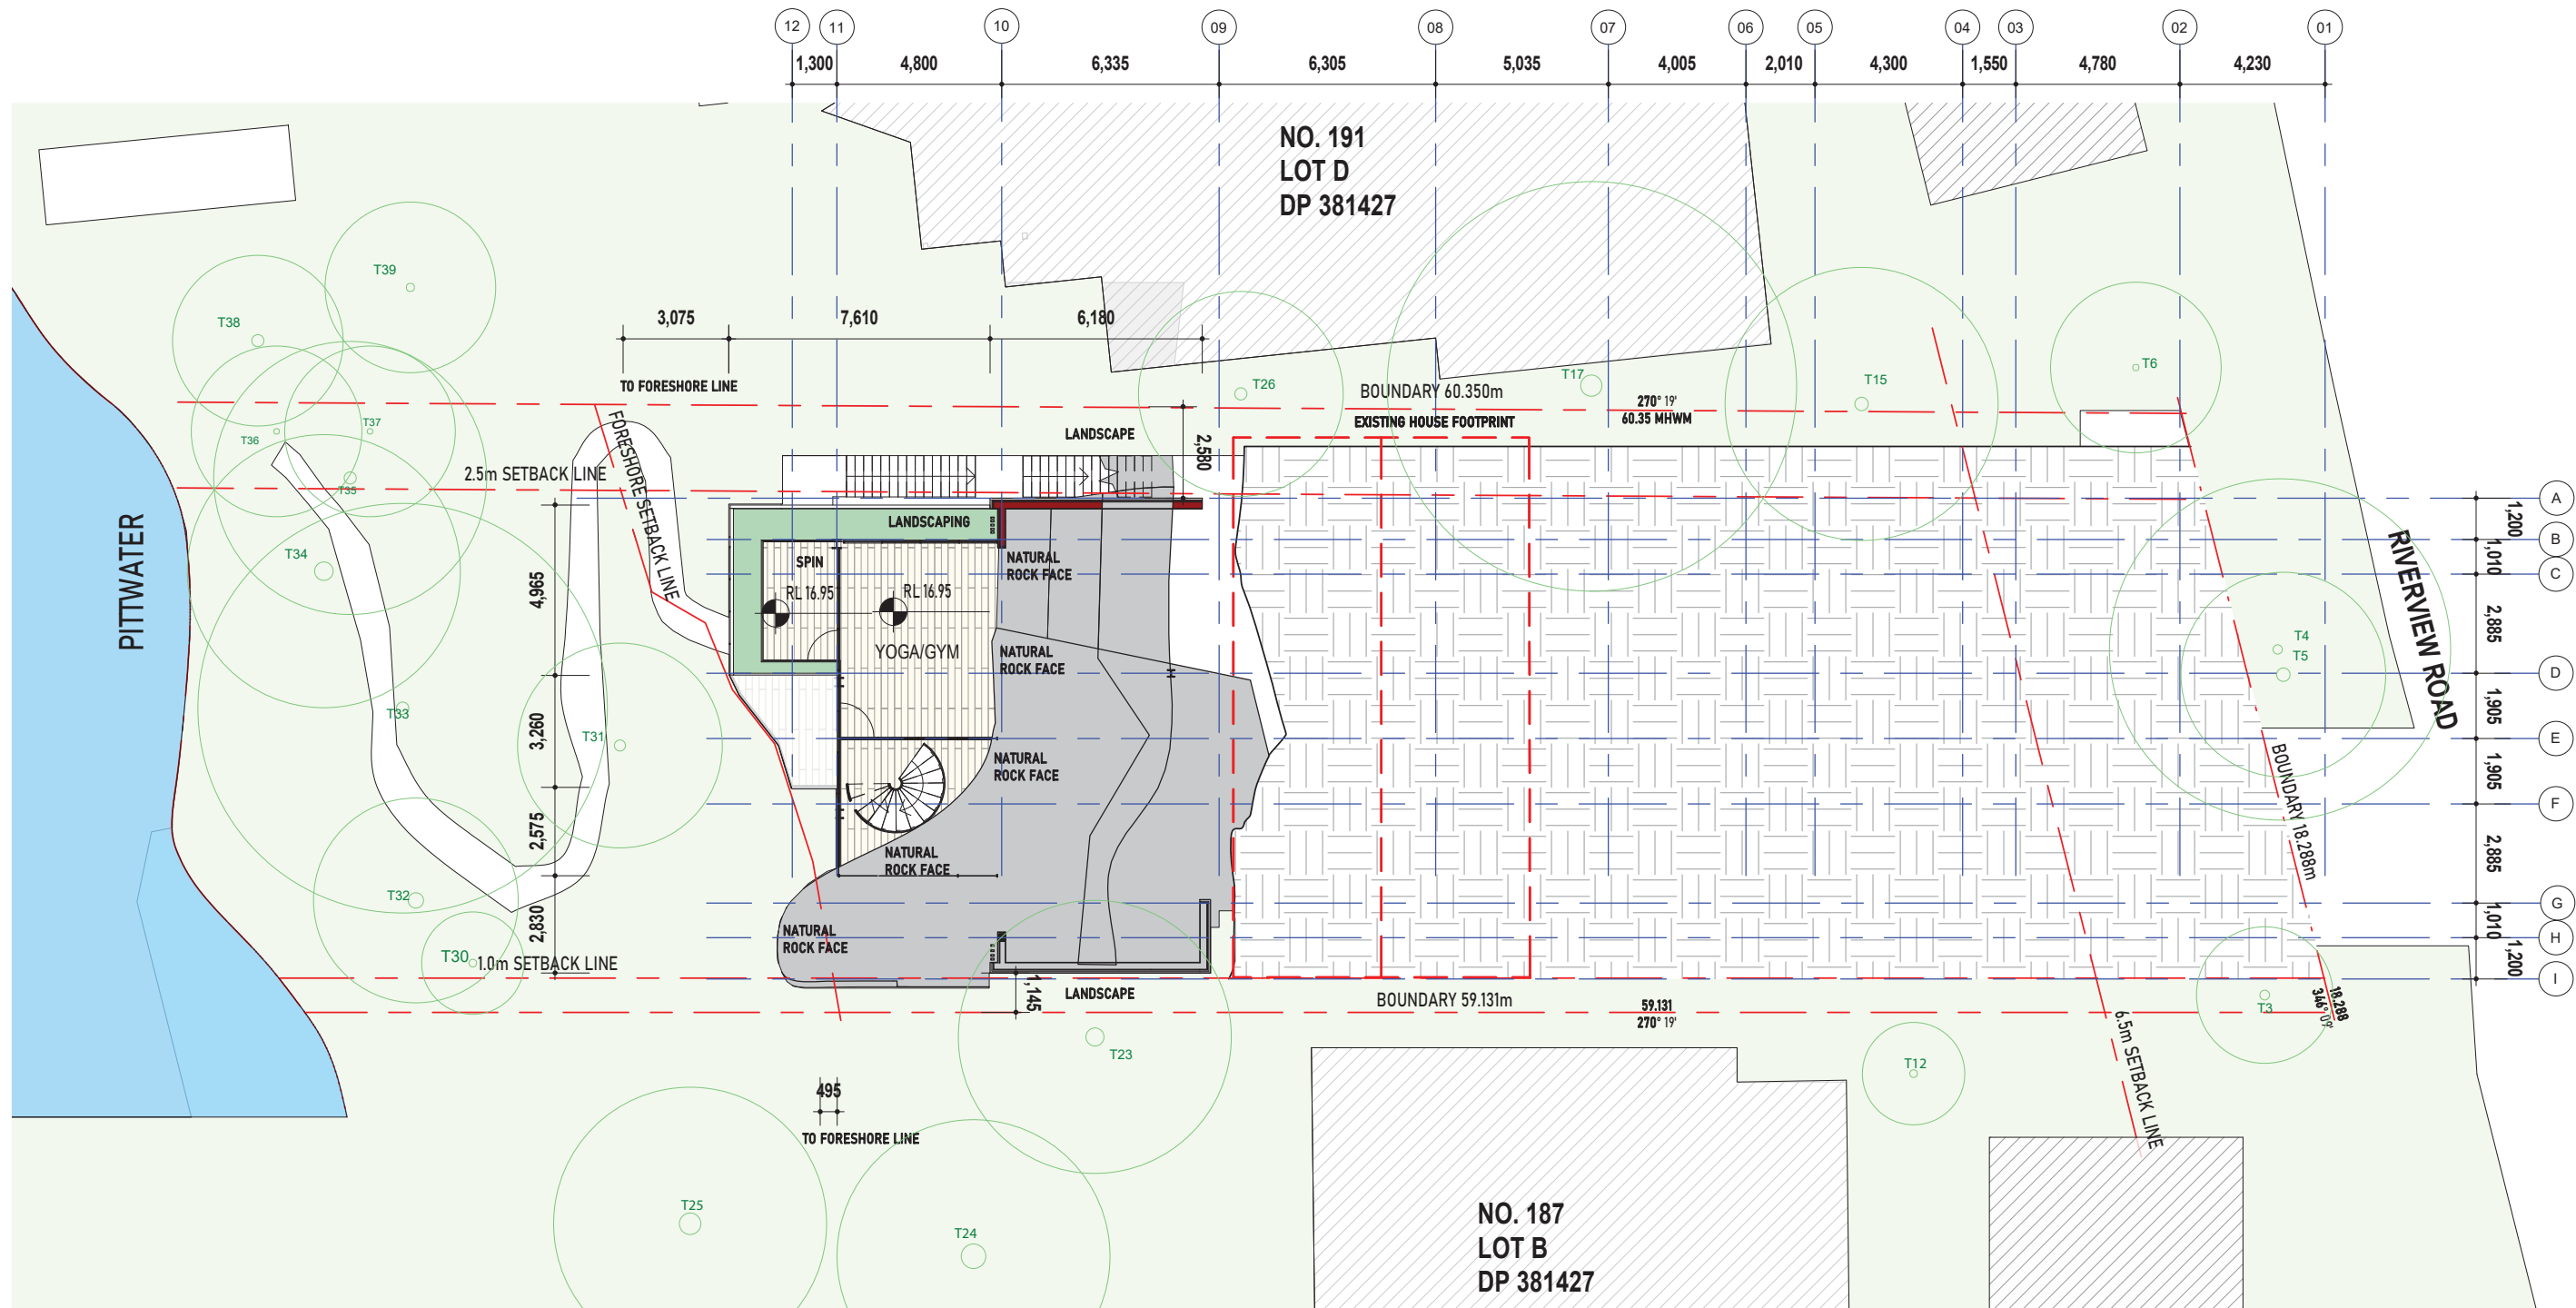 12 11 10 09 08 07 06 05 04 03 02 01
1,300 4,800 6,335 6,305 5,035 4,005 2,010 4,300 1,550 4,780 4,230
NO. 191
LOT D
DP 381427
T39
T38
3,075 7,610 6,180
TO FORESHORE LINE
T26
T17
T15
T6
BOUNDARY 60.350m
270° 19'
60.35 MHWM
EXISTING HOUSE FOOTPRINT
LANDSCAPE
2,580
T36
T37
T35
2.5m SETBACK LINE
FORESHORE SETBACK LINE
PITTWATER
T34
LANDSCAPING
SPIN
RL 16.95
RL 16.95
YOGA/GYM
NATURAL
ROCK FACE
NATURAL
ROCK FACE
NATURAL
ROCK FACE
NATURAL
ROCK FACE
NATURAL
ROCK FACE
4,965
3,260
2,575
2,830
T33
T31
T32
T30
1.0m SETBACK LINE
RIVERVIEW ROAD
T4
T5
BOUNDARY 18.288m
A
1,200
B
1,010
C
2,885
D
1,905
E
1,905
F
2,885
G
1,010
H
1,200
I
1,145
LANDSCAPE
BOUNDARY 59.131m
59.131
270° 19'
T3
18.288
346° 09'
6.5m SETBACK LINE
T23
T12
495
TO FORESHORE LINE
T25
T24
NO. 187
LOT B
DP 381427